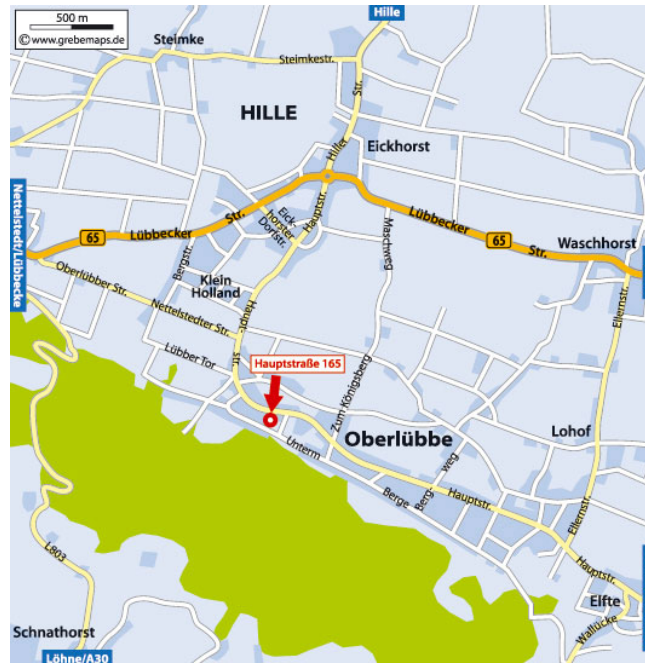 500 m
©www.grebemaps.de
Hille
Steimke
Steimkestr.
HILLE
Hiller
Str.
Eickhorst
Nettelstedt/Lübbecke
65
Lübbecker
Str.
Eick-
horster
Dorfstr.
Hauptstr.
Maschweg
Lübbecker
65
Str.
Waschhorst
Oberlübber Str.
Bergstr.
Klein
Holland
Nettelstedter Str.
Haupt-
str.
Ellernstr.
Lübber Tor
Hauptstraße 165
Zum Königsberg
Oberlübbe
Lohof
Unterm
Berge
Berg-
weg
Hauptstr.
Ellernstr.
L803
Hauptstr.
Elfte
Wallücke
Schnathorst
Löhne/A30